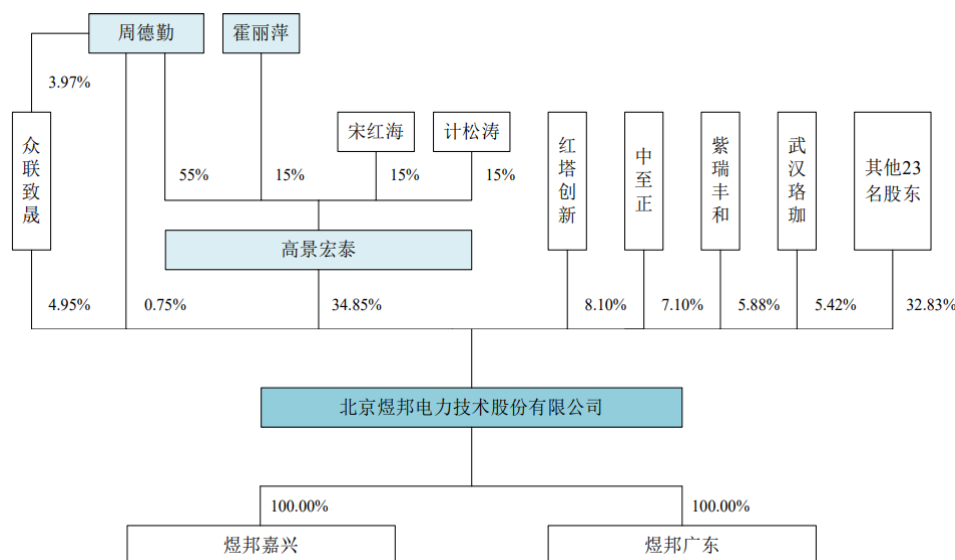 周德勤
霍丽萍
3.97%
众联致晟
宋红海
计松涛
红塔创新
中至正
紫瑞丰和
武汉珞珈
其他23
名股东
55%
15%
15%
15%
高景宏泰
4.95%
0.75%
34.85%
8.10%
7.10%
5.88%
5.42%
32.83%
北京煜邦电力技术股份有限公司
100.00%
100.00%
煜邦嘉兴
煜邦广东